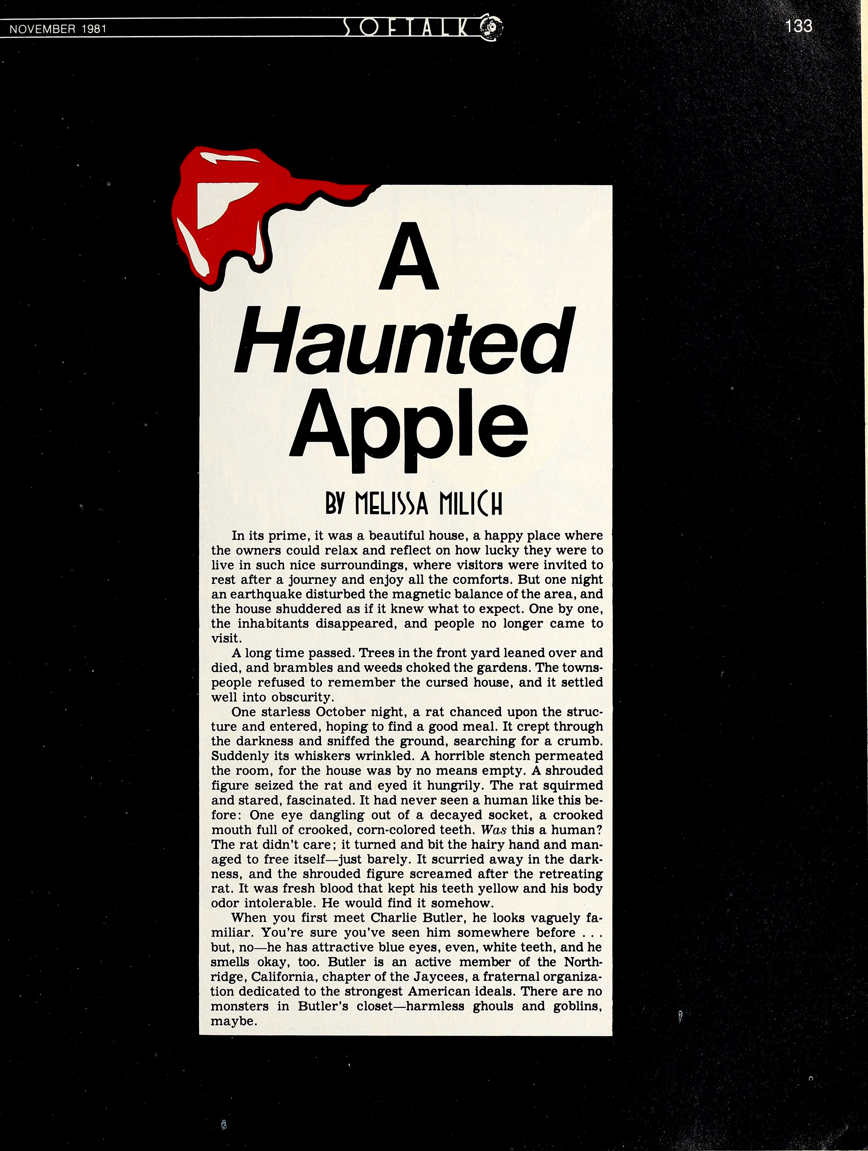 NOVEMBER 1981
SOFTALK
133
A
Haunted
Apple
BY MELISSA MILICH
In its prime, it was a beautiful house, a happy place where
the owners could relax and reflect on how lucky they were to
live in such nice surroundings, where visitors were invited to
rest after a journey and enjoy all the comforts. But one night
an earthquake disturbed the magnetic balance of the area, and
the house shuddered as if it knew what to expect. One by one,
the inhabitants disappeared, and people no longer came to
visit.
A long time passed. Trees in the front yard leaned over and
died, and brambles and weeds choked the gardens. The towns-
people refused to remember the cursed house, and it settled
well into obscurity.
One starless October night, a rat chanced upon the struc-
ture and entered, hoping to find a good meal. It crept through
the darkness and sniffed the ground, searching for a crumb.
Suddenly its whiskers wrinkled. A horrible stench permeated
the room, for the house was by no means empty. A shrouded
figure seized the rat and eyed it hungrily. The rat squirmed
and stared, fascinated. It had never seen a human like this be-
fore: One eye dangling out of a decayed socket, a crooked
mouth full of crooked, corn-colored teeth. Was this a human?
The rat didn't care; it turned and bit the hairy hand and man-
aged to free itself—just barely. It scurried away in the dark-
ness, and the shrouded figure screamed after the retreating
rat. It was fresh blood that kept his teeth yellow and his body
odor intolerable. He would find it somehow.
When you first meet Charlie Butler, he looks vaguely fa-
miliar. You're sure you've seen him somewhere before . . .
but, no—he has attractive blue eyes, even, white teeth, and he
smells okay, too. Butler is an active member of the North-
ridge, California, chapter of the Jaycees, a fraternal organiza-
tion dedicated to the strongest American ideals. There are no
monsters in Butler's closet—harmless ghouls and goblins,
maybe.